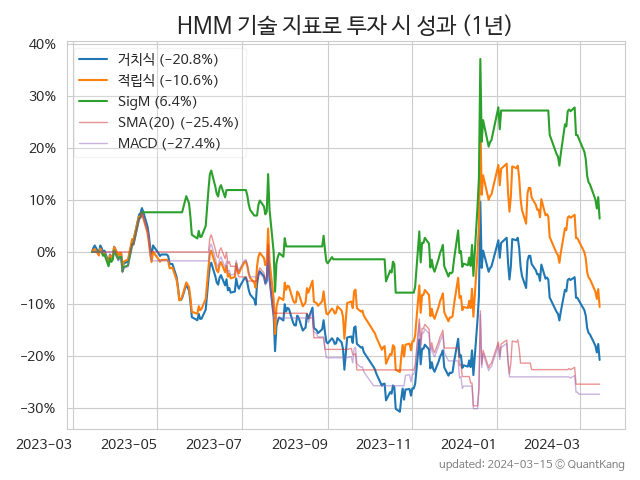 HMM 기술 지표로 투자 시 성과 (1년)
40%
30%
20%
10%
0%
−10%
−20%
−30%
거치식 (−20.8%)
적립식 (−10.6%)
SigM (6.4%)
SMA(20) (−25.4%)
MACD (−27.4%)
2023-03 2023-05 2023-07 2023-09 2023-11 2024-01 2024-03
updated: 2024-03-15 ⓒ QuantKang